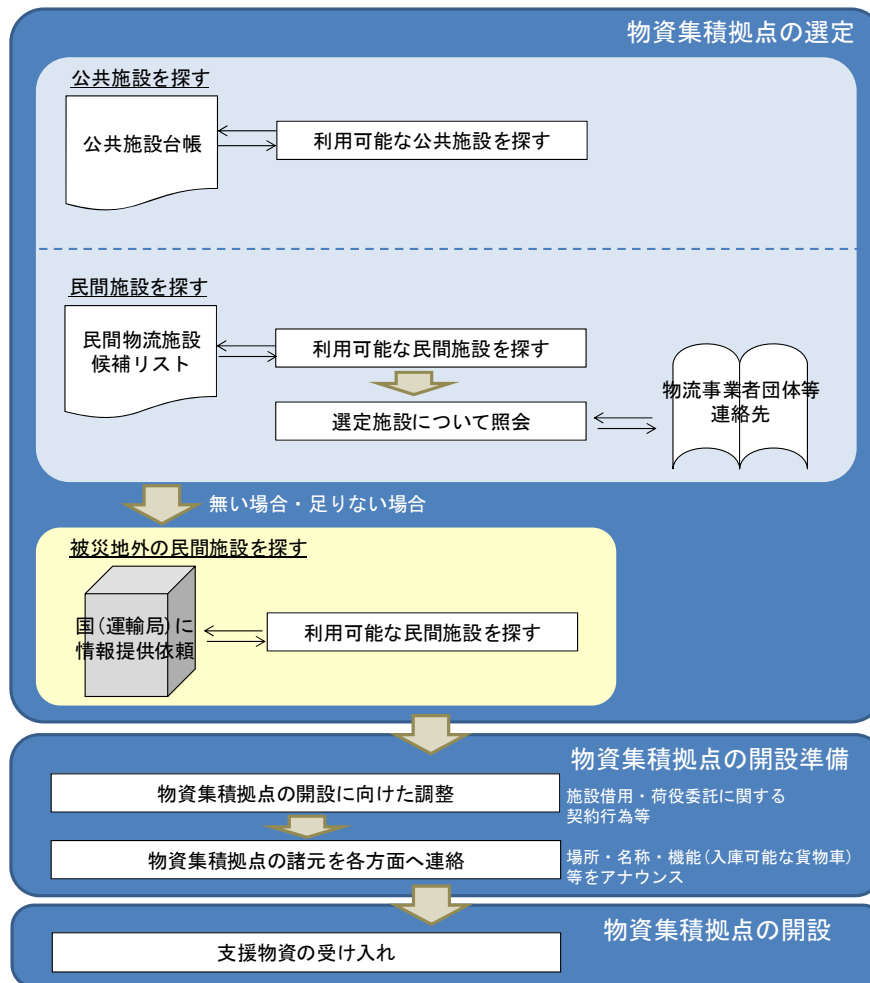 物資集積拠点の選定
公共施設を探す
公共施設台帳
利用可能な公共施設を探す
民間施設を探す
民間物流施設
候補リスト
利用可能な民間施設を探す
選定施設について照会
物流事業者団体等
連絡先
無い場合・足りない場合
被災地外の民間施設を探す
国(運輸局)に
情報提供依頼
利用可能な民間施設を探す
物資集積拠点の開設準備
物資集積拠点の開設に向けた調整
施設借用・荷役委託に関する
契約行為等
物資集積拠点の諸元を各方面へ連絡
場所・名称・機能(入庫可能な貨物車)
等をアナウンス
物資集積拠点の開設
支援物資の受け入れ